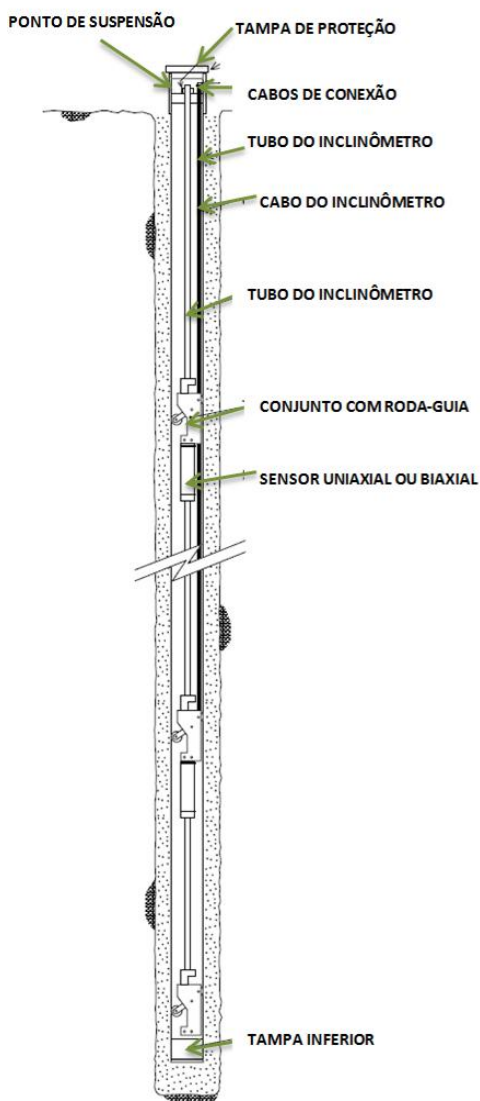 PONTO DE SUSPENSÃO
TAMPA DE PROTEÇÃO
CABOS DE CONEXÃO
TUBO DO INCLINÔMETRO
CABO DO INCLINÔMETRO
TUBO DO INCLINÔMETRO
CONJUNTO COM RODA-GUIA
SENSOR UNIAXIAL OU BIAXIAL
TAMPA INFERIOR